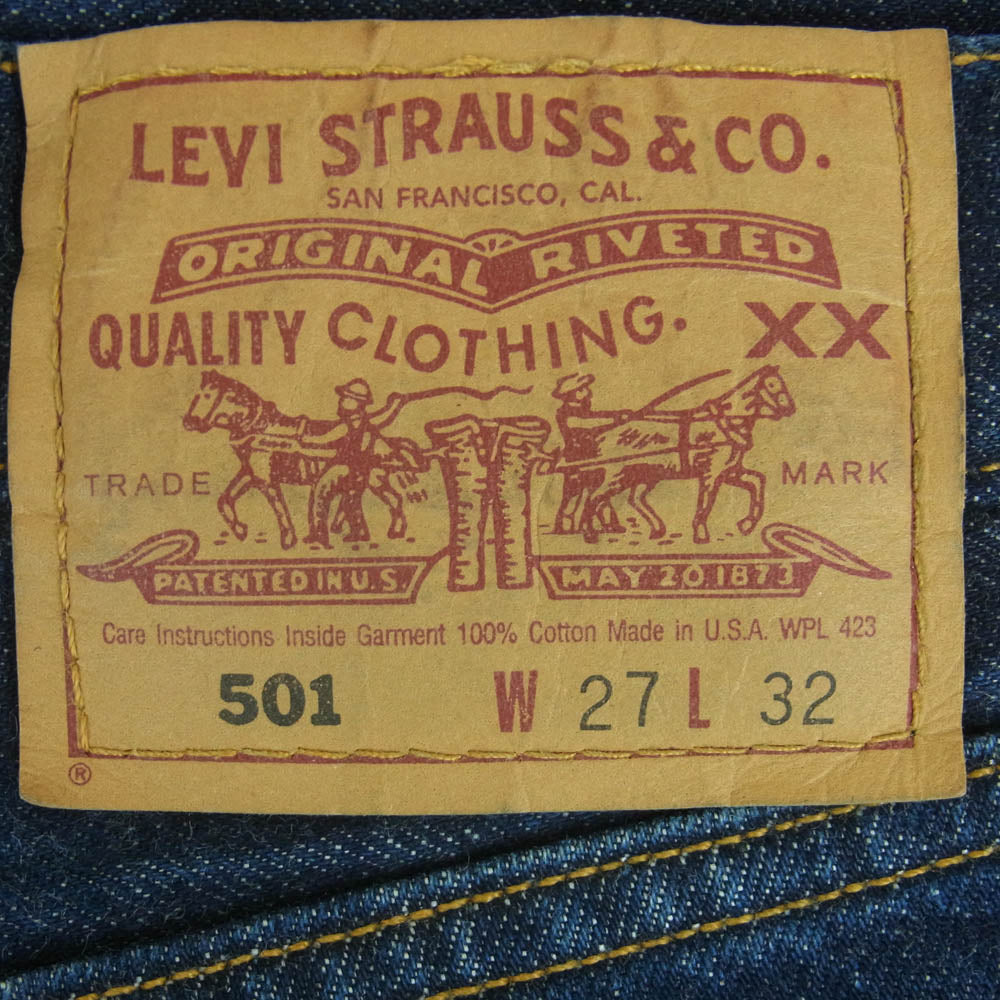 LEVI STRAUSS & CO.
SAN FRANCISCO, CAL.
ORIGINAL RIVETED
QUALITY CLOTHING. XX
TRADE MARK
PATENTED IN U.S. MAY 20 1873
Care Instructions Inside Garment 100% Cotton Made in U.S.A. WPL 423
501 W 27 L 32
®